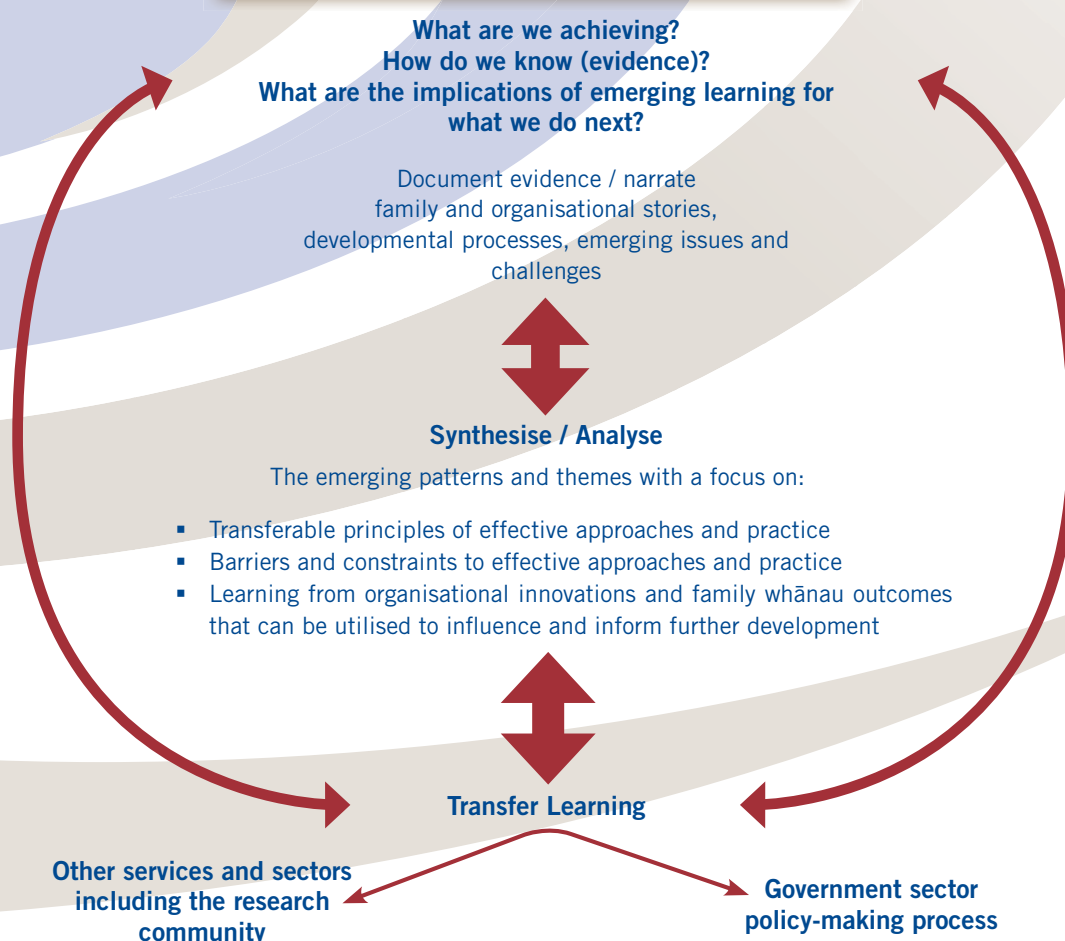 What are we achieving?
How do we know (evidence)?
What are the implications of emerging learning for
what we do next?
Document evidence / narrate
family and organisational stories,
developmental processes, emerging issues and
challenges
Synthesise / Analyse
The emerging patterns and themes with a focus on:
▪ Transferable principles of effective approaches and practice
▪ Barriers and constraints to effective approaches and practice
▪ Learning from organisational innovations and family whānau outcomes
that can be utilised to influence and inform further development
Transfer Learning
Other services and sectors
including the research
community
Government sector
policy-making process